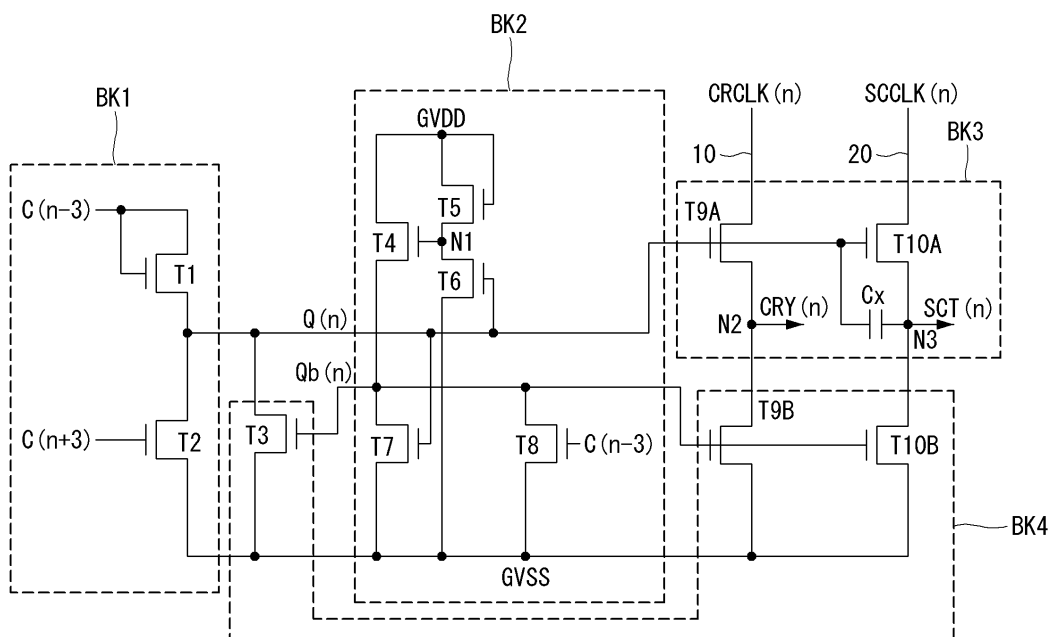 BK2
BK1
CRCLK(n)
SCCLK(n)
GVDD
10
20
BK3
C(n-3)
T5
T9A
T4
N1
T10A
T1
T6
Cx
Q(n)
N2
CRY(n)
SCT(n)
N3
Qb(n)
T9B
C(n+3)
T2
T3
T7
T8
C(n-3)
T10B
BK4
GVSS